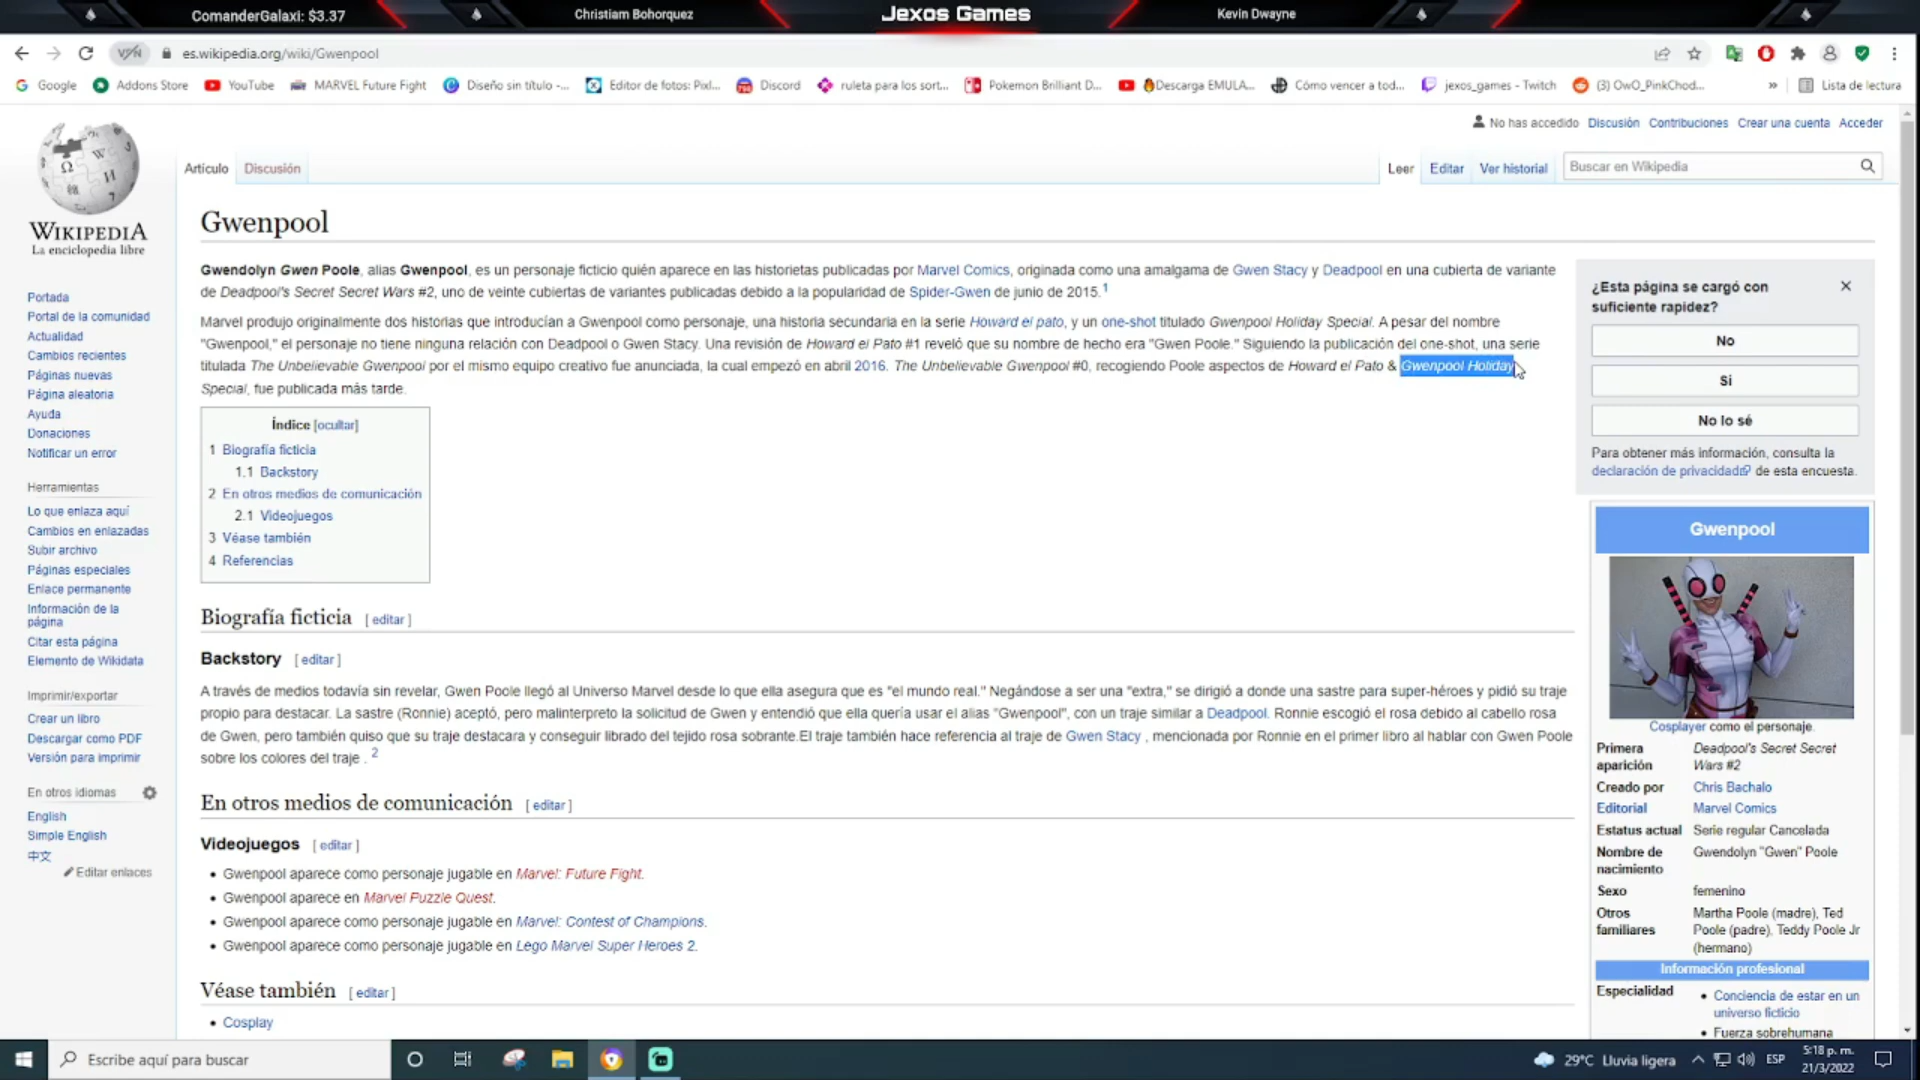 ComanderGalaxi: $3.37
Christiam Bohorquez
Jexos Games
Kevin Dwayne
VPN
es.wikipedia.org/wiki/Gwenpool
Google
Addons Store
YouTube
MARVEL Future Fight
Diseño sin título -...
Editor de fotos: Pixl...
Discord
ruleta para los sort...
Pokemon Brilliant D...
Descarga EMULA...
Cómo vencer a tod...
jexos_games - Twitch
(3) OwO_PinkChod...
»
Lista de lectura
No has accedido Discusión Contribuciones Crear una cuenta Acceder
Artículo Discusión
Leer Editar Ver historial
Buscar en Wikipedia
WIKIPEDIA
La enciclopedia libre
Portada
Portal de la comunidad
Actualidad
Cambios recientes
Páginas nuevas
Página aleatoria
Ayuda
Donaciones
Notificar un error
Herramientas
Lo que enlaza aquí
Cambios en enlazadas
Subir archivo
Páginas especiales
Enlace permanente
Información de la
página
Citar esta página
Elemento de Wikidata
Imprimir/exportar
Crear un libro
Descargar como PDF
Versión para imprimir
En otros idiomas
English
Simple English
中文
Editar enlaces
Gwenpool
Gwendolyn Gwen Poole, alias Gwenpool, es un personaje ficticio quién aparece en las historietas publicadas por Marvel Comics, originada como una amalgama de Gwen Stacy y Deadpool en una cubierta de variante
de Deadpool's Secret Secret Wars #2, uno de veinte cubiertas de variantes publicadas debido a la popularidad de Spider-Gwen de junio de 2015.1
Marvel produjo originalmente dos historias que introducían a Gwenpool como personaje, una historia secundaria en la serie Howard el pato, y un one-shot titulado Gwenpool Holiday Special. A pesar del nombre
"Gwenpool," el personaje no tiene ninguna relación con Deadpool o Gwen Stacy. Una revisión de Howard el Pato #1 reveló que su nombre de hecho era "Gwen Poole." Siguiendo la publicación del one-shot, una serie
titulada The Unbelievable Gwenpool por el mismo equipo creativo fue anunciada, la cual empezó en abril 2016. The Unbelievable Gwenpool #0, recogiendo Poole aspectos de Howard el Pato & Gwenpool Holiday
Special, fue publicada más tarde.
Índice [ocultar]
1 Biografía ficticia
1.1 Backstory
2 En otros medios de comunicación
2.1 Videojuegos
3 Véase también
4 Referencias
Biografía ficticia [ editar ]
Backstory [ editar ]
A través de medios todavía sin revelar, Gwen Poole llegó al Universo Marvel desde lo que ella asegura que es "el mundo real." Negándose a ser una "extra," se dirigió a donde una sastre para super-héroes y pidió su traje
propio para destacar. La sastre (Ronnie) aceptó, pero malinterpreto la solicitud de Gwen y entendió que ella quería usar el alias "Gwenpool", con un traje similar a Deadpool. Ronnie escogió el rosa debido al cabello rosa
de Gwen, pero también quiso que su traje destacara y conseguir librado del tejido rosa sobrante.El traje también hace referencia al traje de Gwen Stacy , mencionada por Ronnie en el primer libro al hablar con Gwen Poole
sobre los colores del traje . 2
En otros medios de comunicación [ editar ]
Videojuegos [ editar ]
• Gwenpool aparece como personaje jugable en Marvel: Future Fight.
• Gwenpool aparece en Marvel Puzzle Quest.
• Gwenpool aparece como personaje jugable en Marvel: Contest of Champions.
• Gwenpool aparece como personaje jugable en Lego Marvel Super Heroes 2.
Véase también [ editar ]
• Cosplay
¿Esta página se cargó con
suficiente rapidez?
No
Si
No lo sé
Para obtener más información, consulta la
declaración de privacidad de esta encuesta.
Gwenpool
Cosplayer como el personaje.
Primera aparición Deadpool's Secret Secret Wars #2
Creado por Chris Bachalo
Editorial Marvel Comics
Estatus actual Serie regular Cancelada
Nombre de nacimiento Gwendolyn "Gwen" Poole
Sexo femenino
Otros familiares Martha Poole (madre), Ted Poole (padre), Teddy Poole Jr (hermano)
Información profesional
Especialidad
• Conciencia de estar en un
universo ficticio
• Fuerza sobrehumana
Escribe aquí para buscar
29°C Lluvia ligera
ESP
5:18 p. m.
21/3/2022